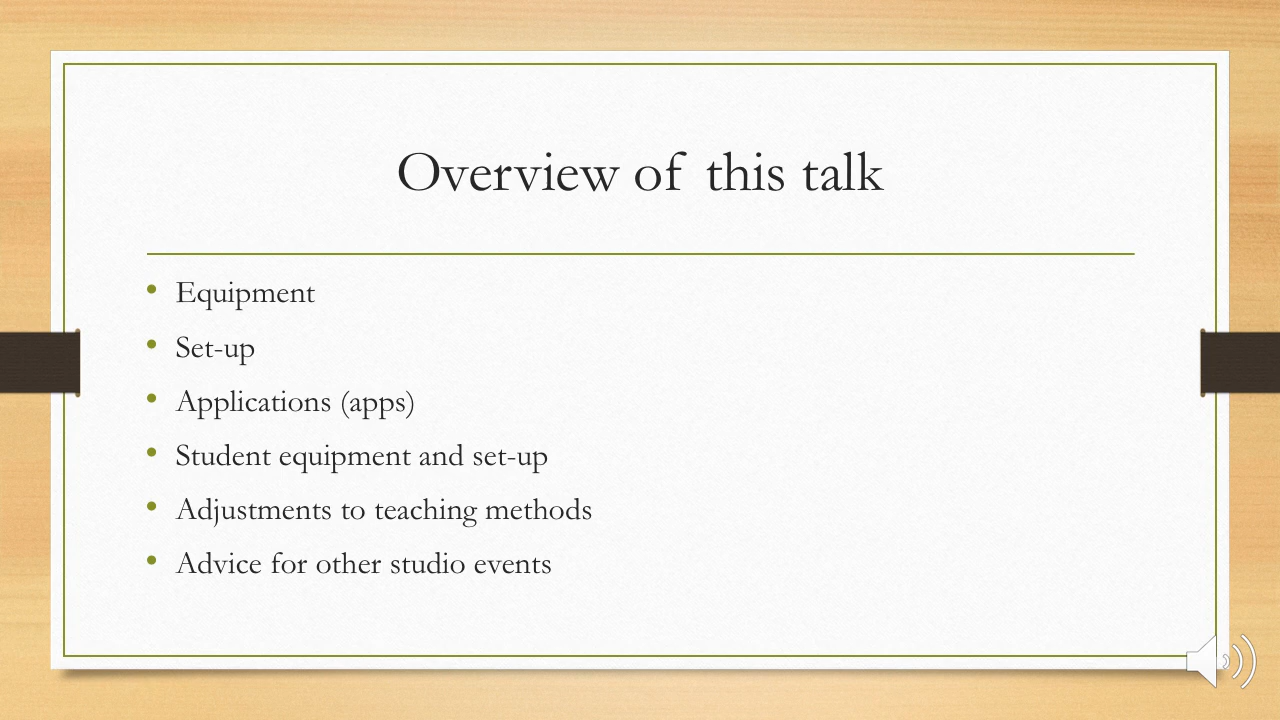 Overview of this talk
• Equipment
• Set-up
• Applications (apps)
• Student equipment and set-up
• Adjustments to teaching methods
• Advice for other studio events